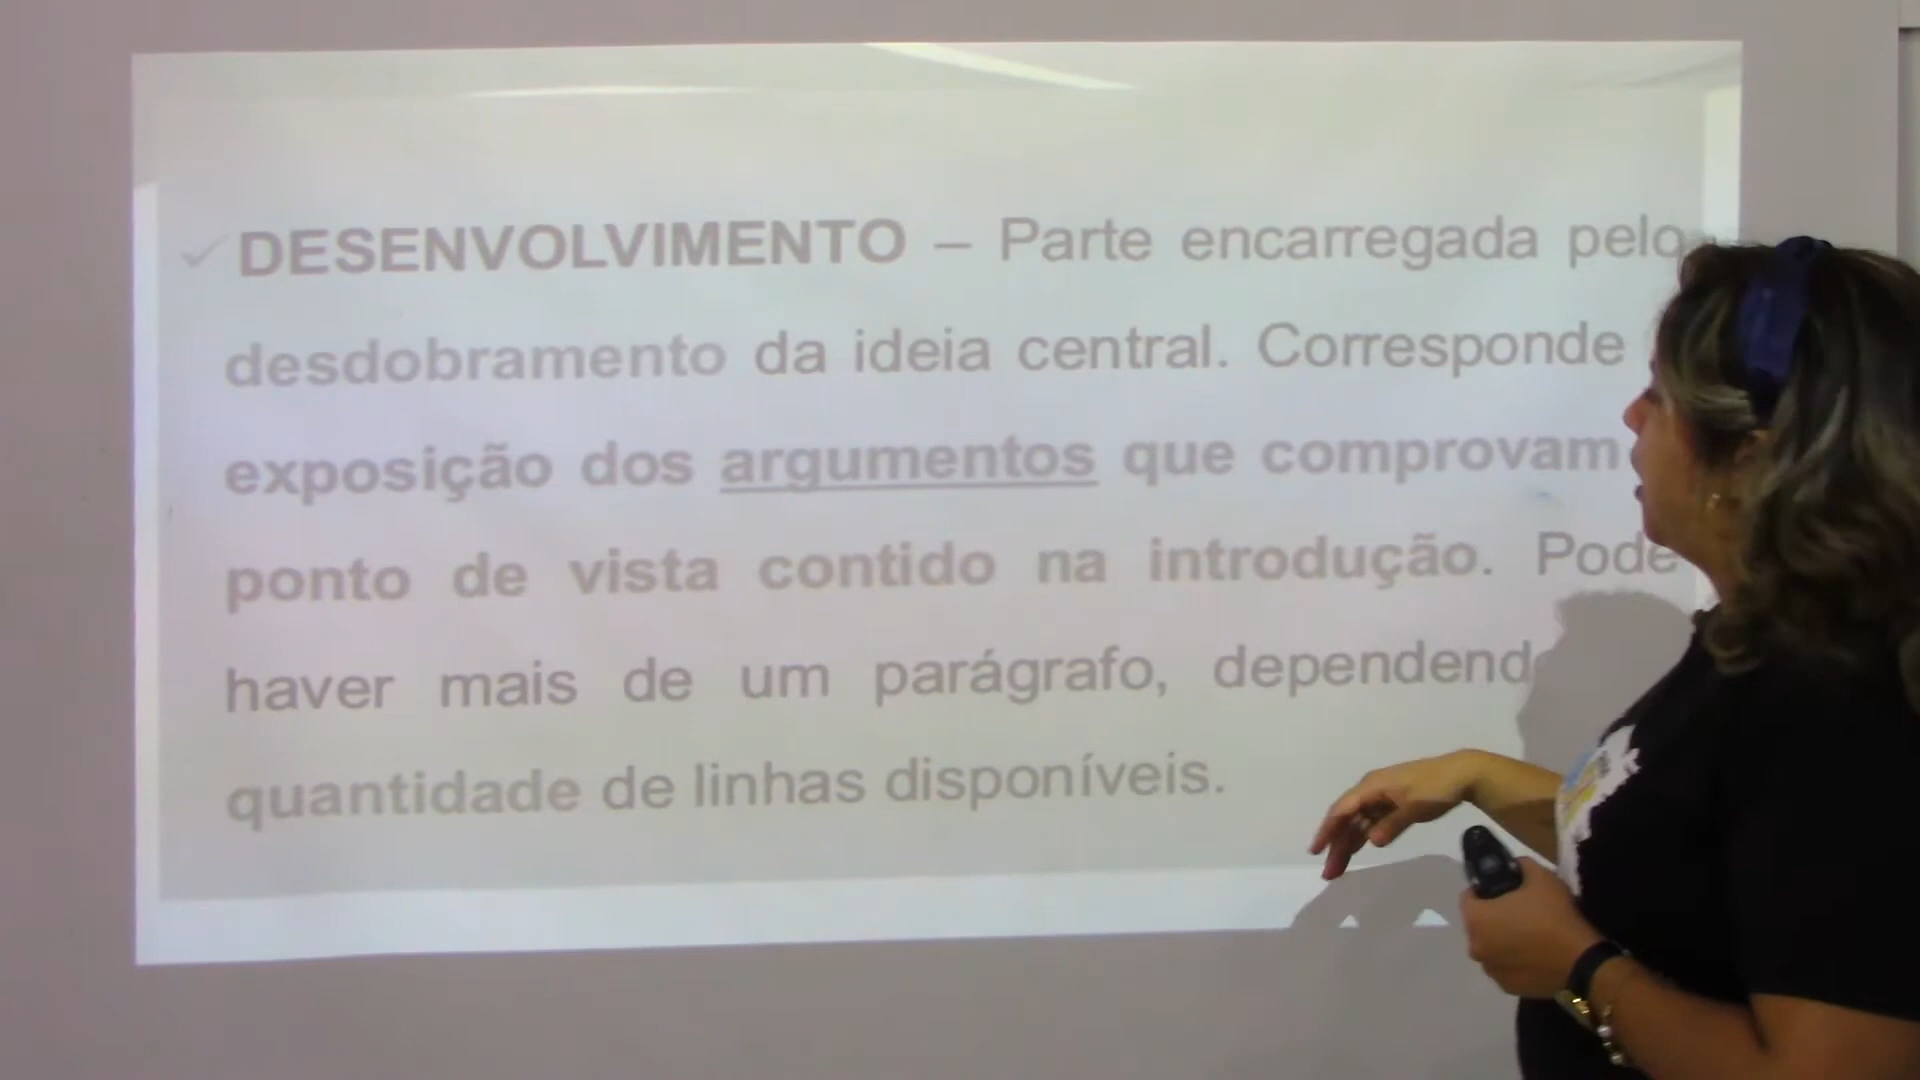 DESENVOLVIMENTO – Parte encarregada pelo
desdobramento da ideia central. Corresponde
exposição dos argumentos que comprovam
ponto de vista contido na introdução. Pode
haver mais de um parágrafo,
quantidade de linhas disponíveis.